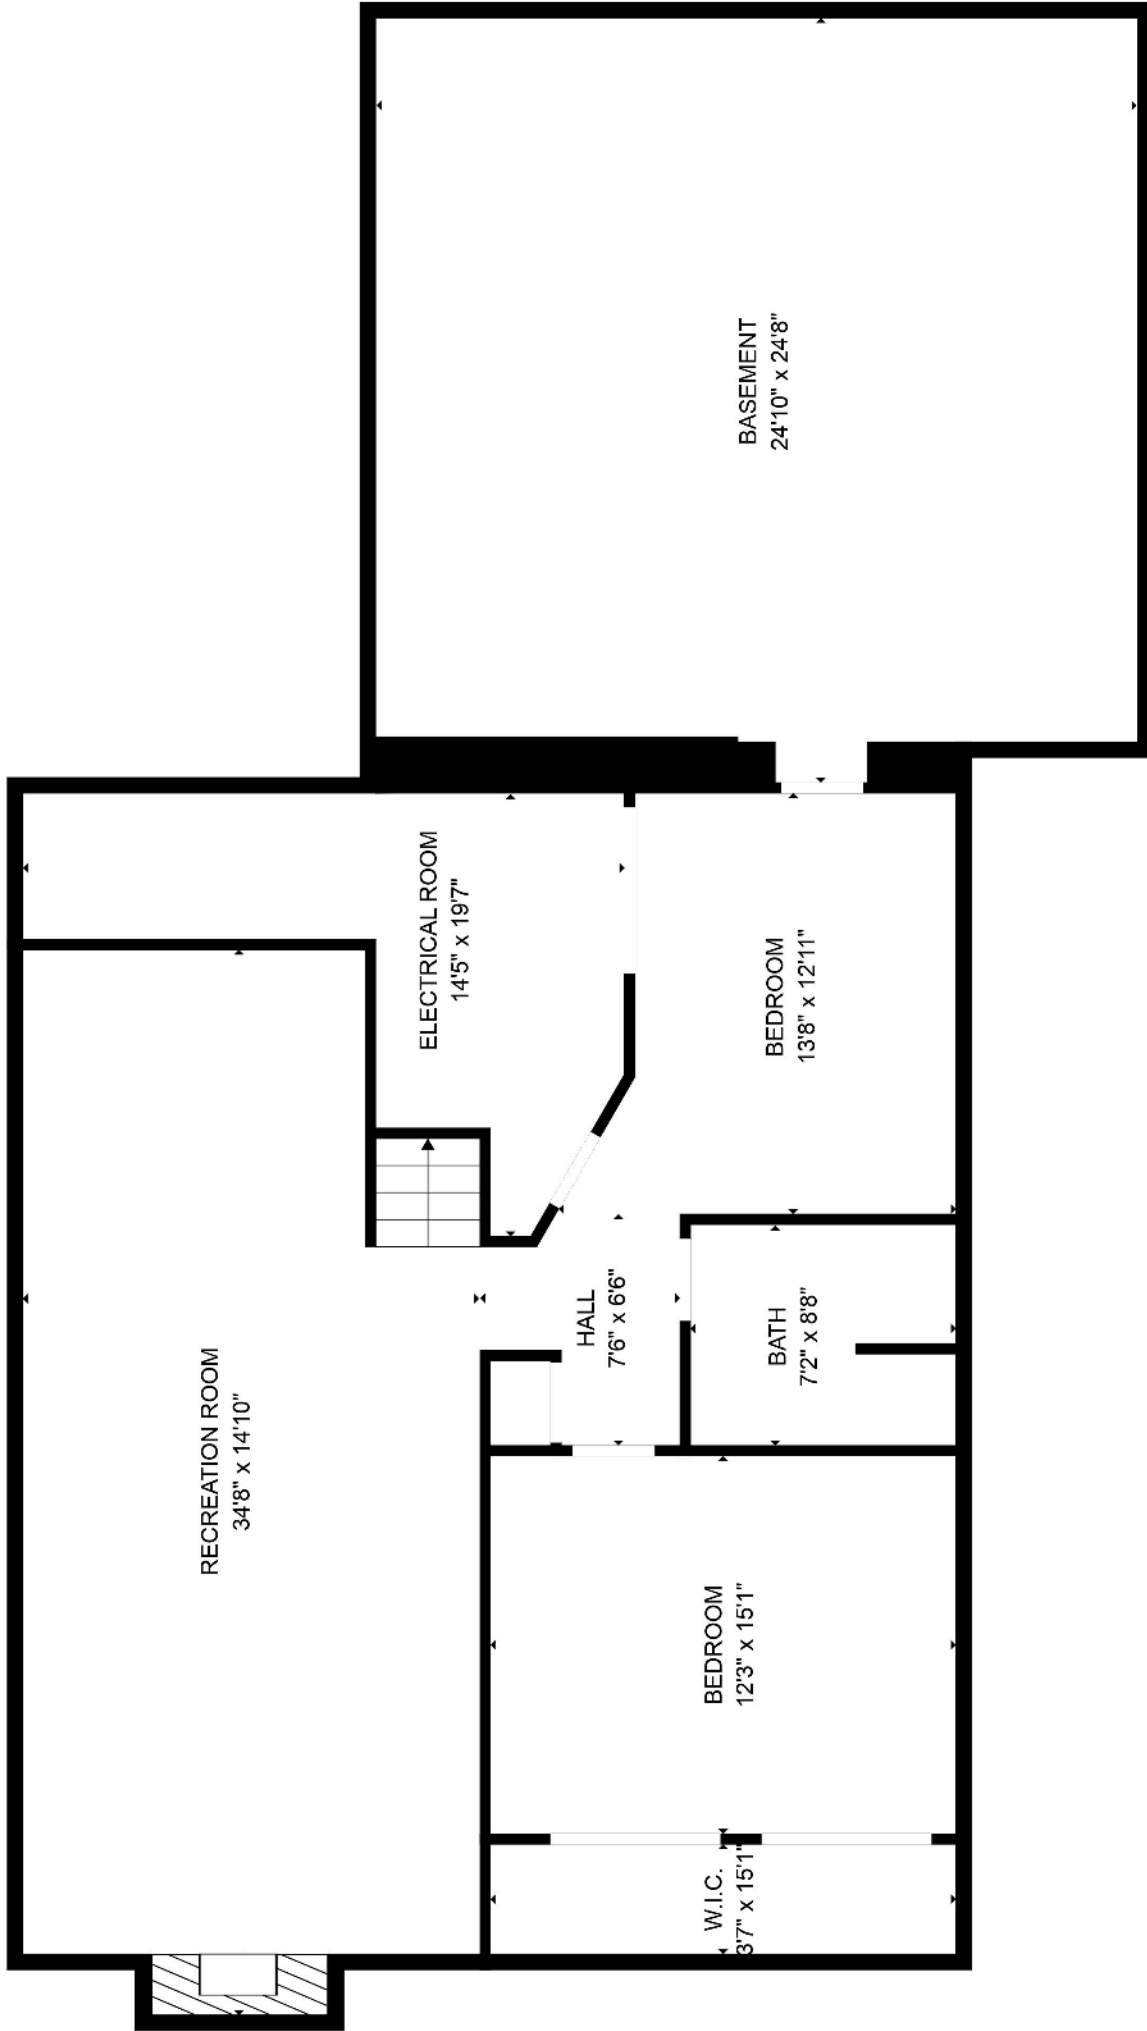 BASEMENT
24'10" x 24'8"
ELECTRICAL ROOM
14'5" x 19'7"
BEDROOM
13'8" x 12'11"
HALL
7'6" x 6'6"
BATH
7'2" x 8'8"
RECREATION ROOM
34'8" x 14'10"
BEDROOM
12'3" x 15'1"
W.I.C.
3'7" x 15'1"